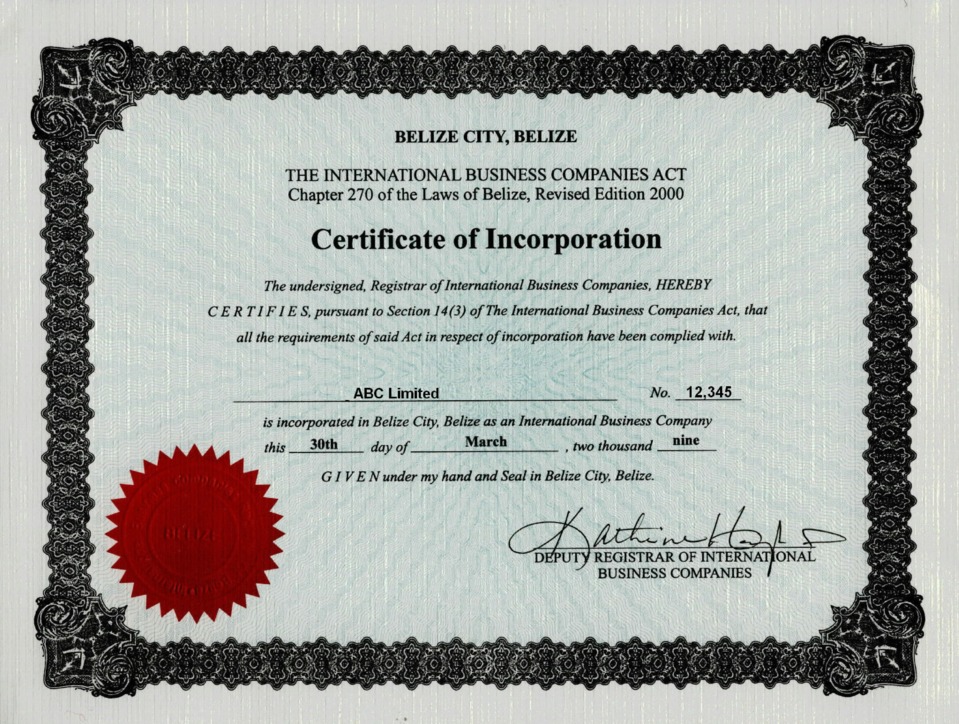 BELIZE CITY, BELIZE
THE INTERNATIONAL BUSINESS COMPANIES ACT
Chapter 270 of the Laws of Belize, Revised Edition 2000
Certificate of Incorporation
The undersigned, Registrar of International Business Companies, HEREBY
C E R T I F I E S, pursuant to Section 14(3) of The International Business Companies Act, that
all the requirements of said Act in respect of incorporation have been complied with.
ABC Limited No. 12,345
is incorporated in Belize City, Belize as an International Business Company
this 30th day of March , two thousand nine
G I V E N under my hand and Seal in Belize City, Belize.
BELIZE
DEPUTY REGISTRAR OF INTERNATIONAL
BUSINESS COMPANIES